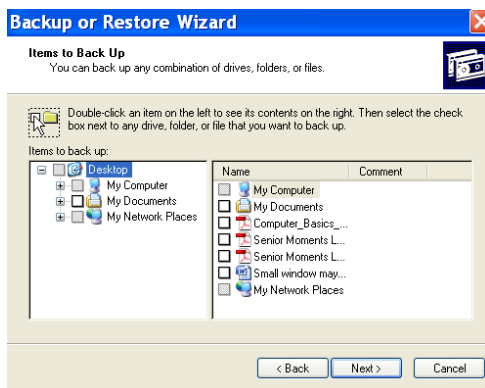 Backup or Restore Wizard
Items to Back Up
You can back up any combination of drives, folders, or files.
Double-click an item on the left to see its contents on the right. Then select the check
box next to any drive, folder, or file that you want to back up.
Items to back up:
Desktop
My Computer
My Documents
My Network Places
Name Comment
My Computer
My Documents
Computer_Basics_...
Senior Moments L...
Senior Moments L...
Small window may...
My Network Places
< Back Next > Cancel